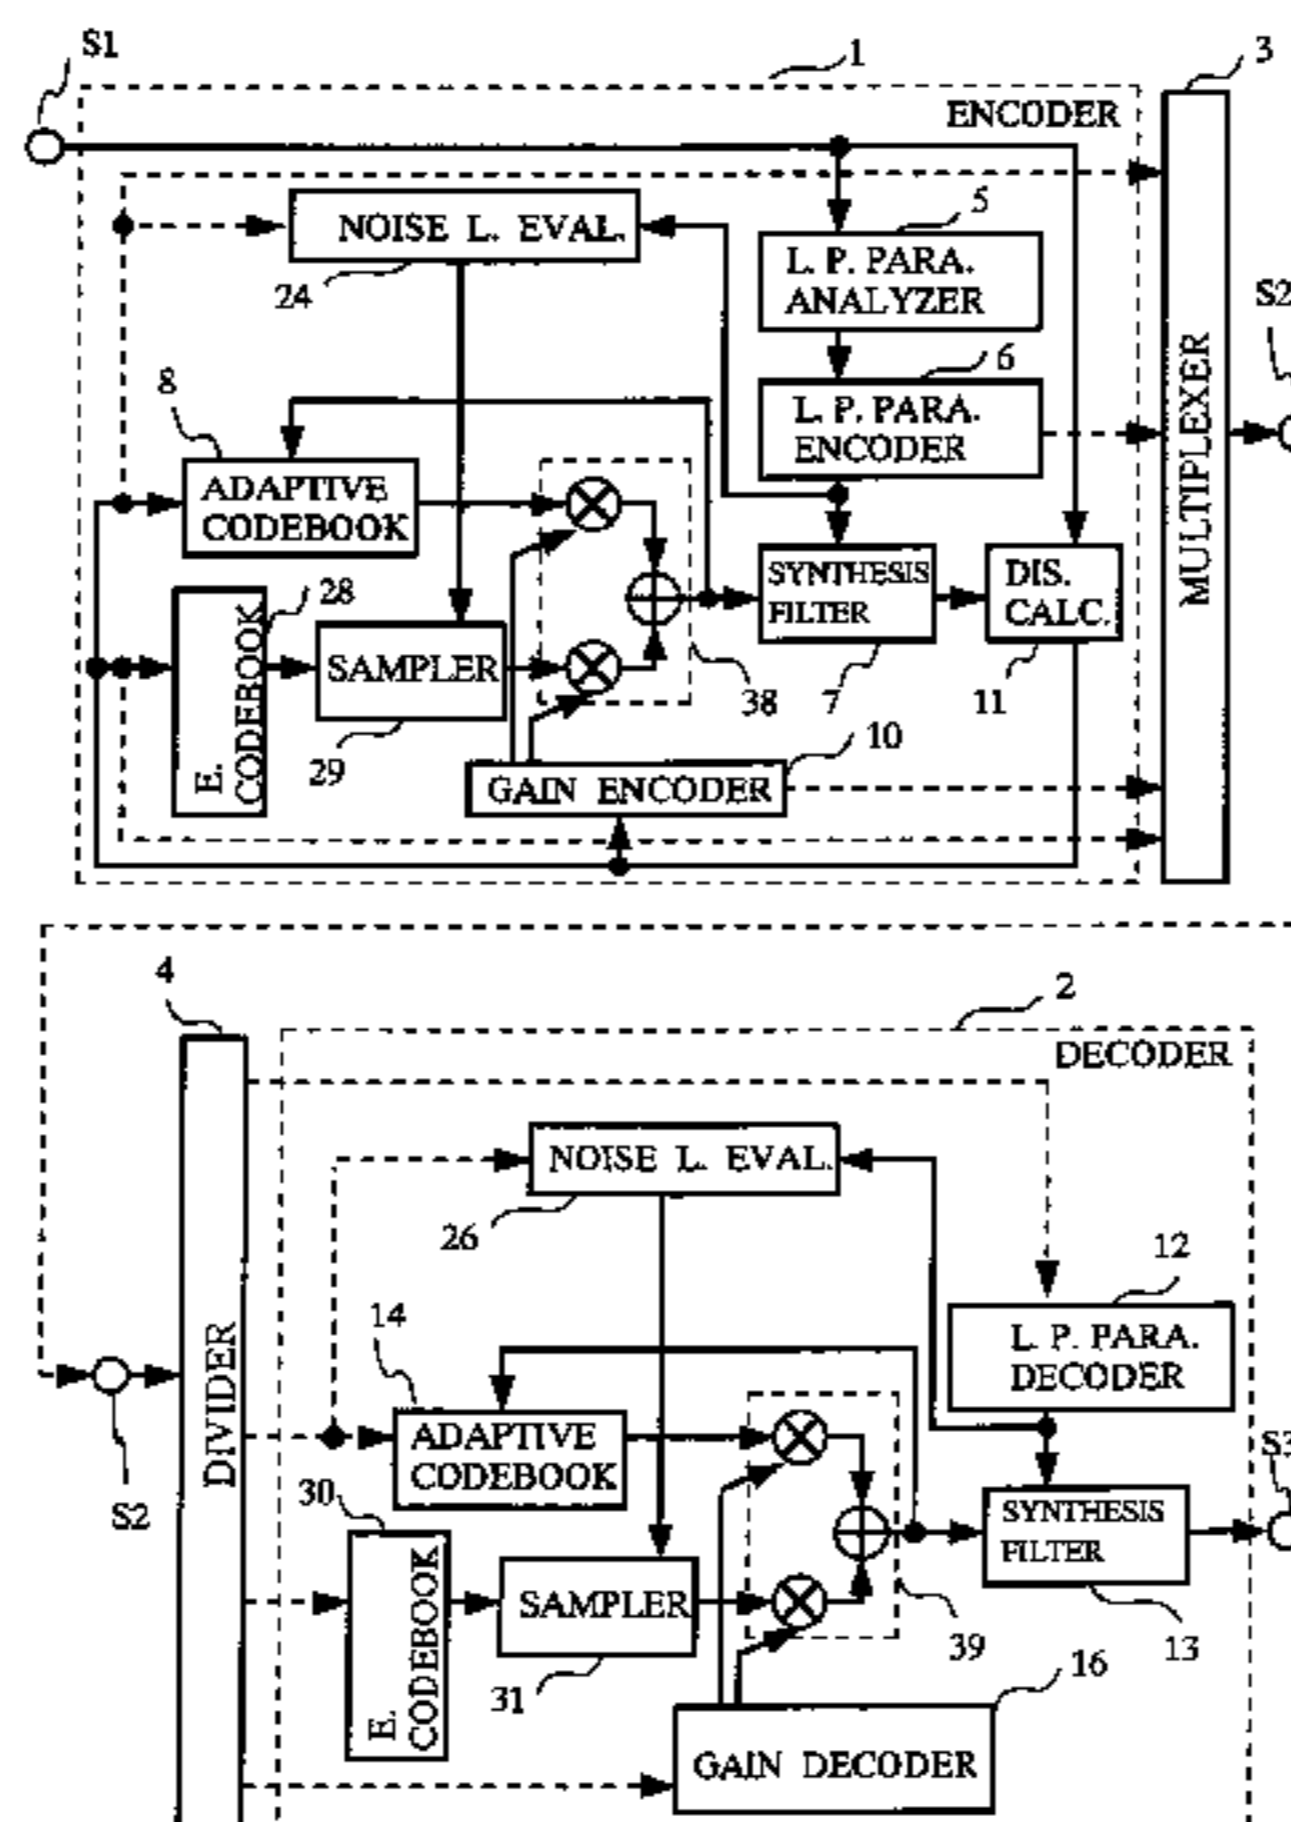 S1
1
3
ENCODER
NOISE L. EVAL.
24
5
L. P. PARA.
ANALYZER
S2
6
L. P. PARA.
ENCODER
MULTIPLEXER
8
ADAPTIVE
CODEBOOK
28
E.
CODEBOOK
SAMPLER
29
38
SYNTHESIS
FILTER
7
DIS.
CALC.
11
10
GAIN ENCODER
4
2
DECODER
NOISE L. EVAL.
26
12
L. P. PARA.
DECODER
14
ADAPTIVE
CODEBOOK
DIVIDER
S2
30
E.
CODEBOOK
SAMPLER
31
39
SYNTHESIS
FILTER
13
S3
16
GAIN DECODER